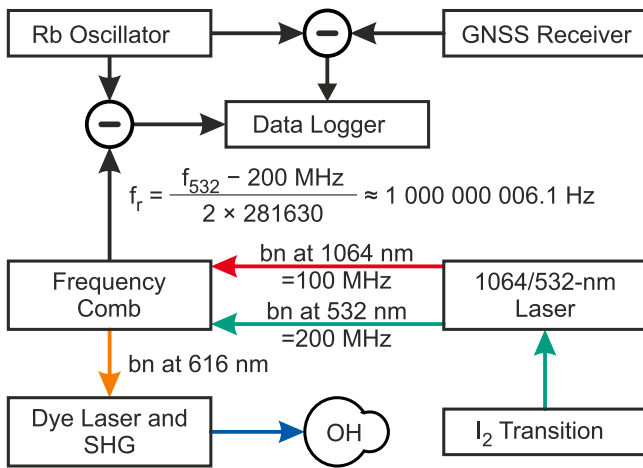 Rb Oscillator
−
GNSS Receiver
−
Data Logger
f_r = (f_532 − 200 MHz) / (2 × 281630) ≈ 1 000 000 006.1 Hz
Frequency
Comb
bn at 1064 nm
=100 MHz
bn at 532 nm
=200 MHz
1064/532-nm
Laser
bn at 616 nm
Dye Laser and
SHG
OH
I₂ Transition